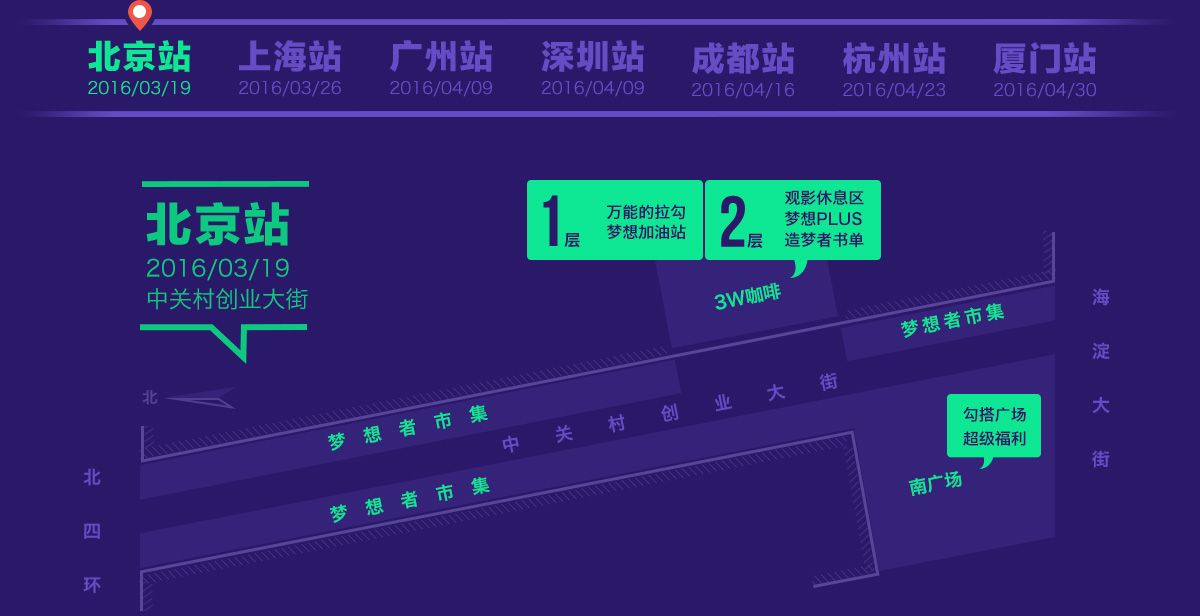 北京站 上海站 广州站 深圳站 成都站 杭州站 厦门站
2016/03/19 2016/03/26 2016/04/09 2016/04/09 2016/04/16 2016/04/23 2016/04/30
北京站
2016/03/19
中关村创业大街
1层
万能的拉勾
梦想加油站
2层
观影休息区
梦想PLUS
造梦者书单
3W咖啡
梦想者市集
海淀大街
北
梦想者市集
中关村创业大街
勾搭广场
超级福利
南广场
梦想者市集
北四环